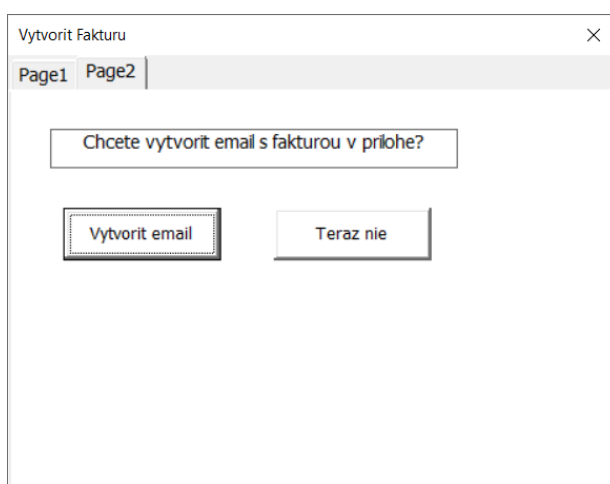 Vytvorit Fakturu
Page1 Page2
Chcete vytvorit email s fakturou v prilohe?
Vytvorit email Teraz nie